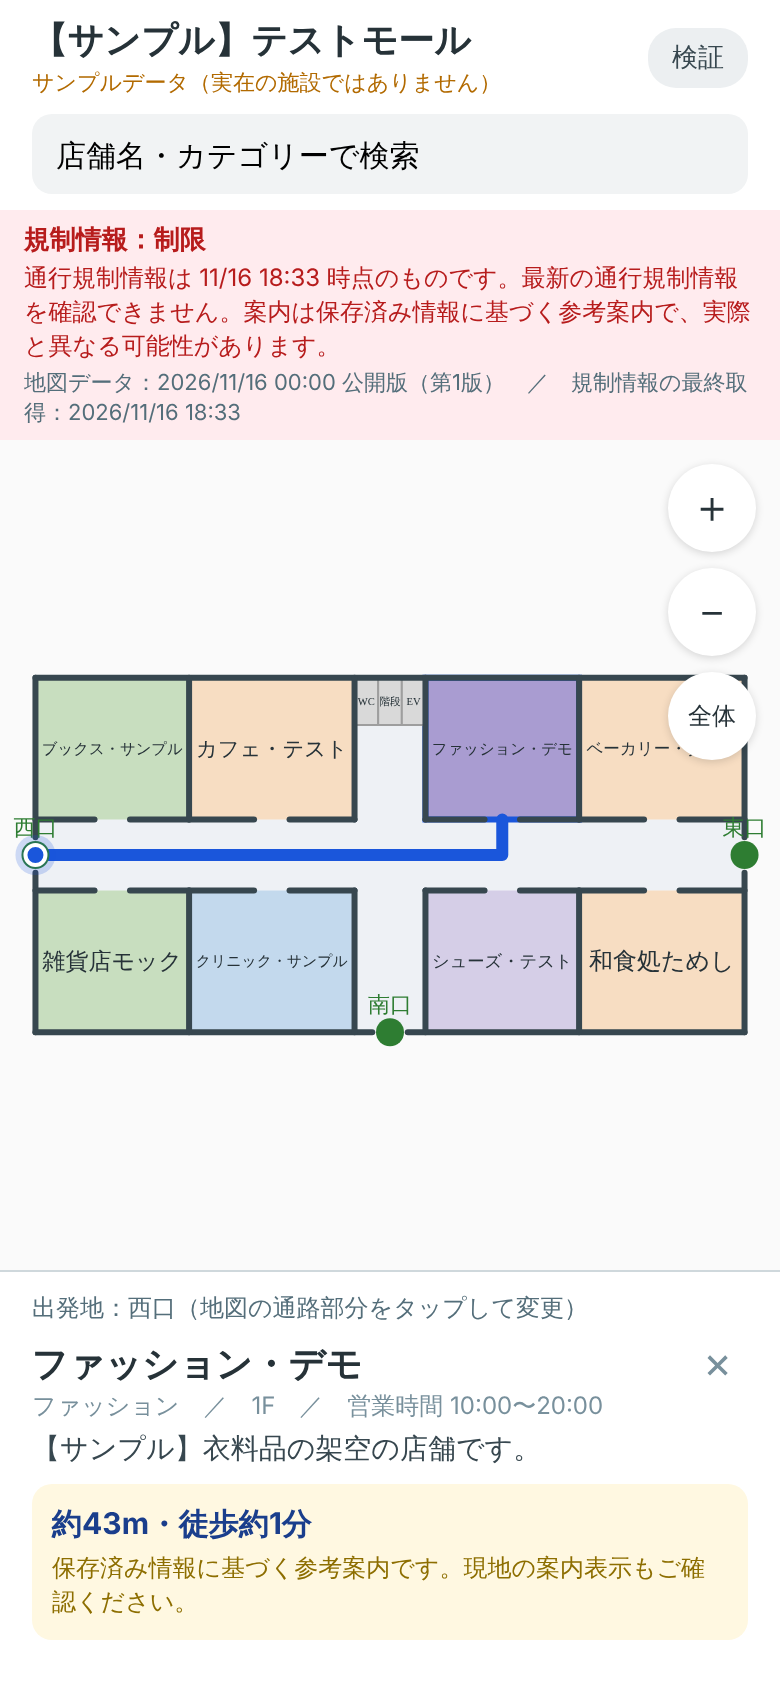 【サンプル】テストモール
サンプルデータ（実在の施設ではありません）
検証
店舗名・カテゴリーで検索
規制情報：制限
通行規制情報は 11/16 18:33 時点のものです。最新の通行規制情報
を確認できません。案内は保存済み情報に基づく参考案内で、実際
と異なる可能性があります。
地図データ：2026/11/16 00:00 公開版（第1版）　／　規制情報の最終取
得：2026/11/16 18:33
+
−
全体
WC 階段 EV
ブックス・サンプル
カフェ・テスト
ファッション・デモ
ベーカリー・
西口
東口
雑貨店モック
クリニック・サンプル
シューズ・テスト
和食処ためし
南口
出発地：西口（地図の通路部分をタップして変更）
ファッション・デモ
×
ファッション　／　1F　／　営業時間 10:00〜20:00
【サンプル】衣料品の架空の店舗です。
約43m・徒歩約1分
保存済み情報に基づく参考案内です。現地の案内表示もご確
認ください。